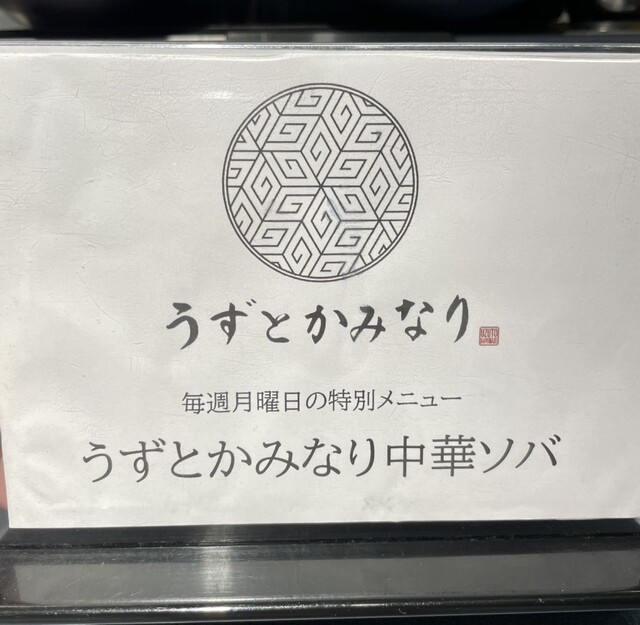 うずとかみなり
毎週月曜日の特別メニュー
うずとかみなり中華ソバ